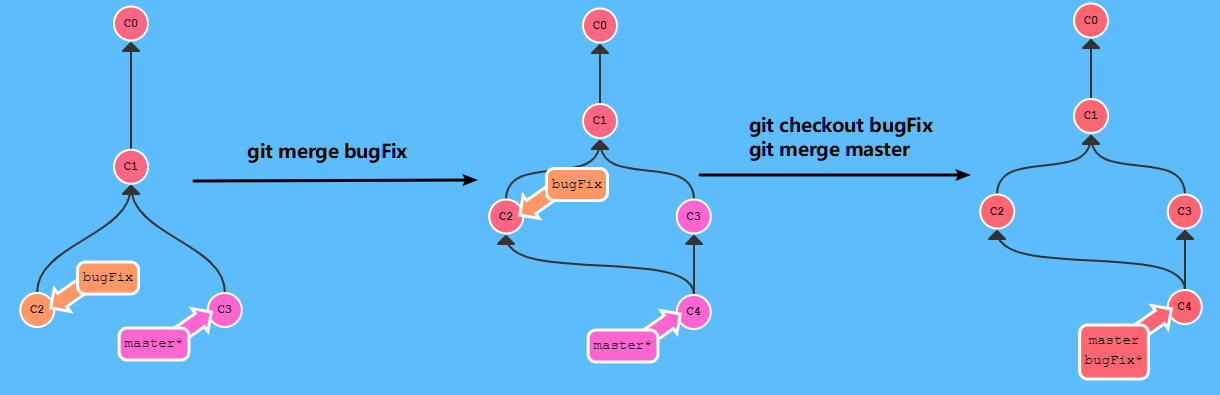 C0
C1
C2
bugFix
C3
master*
git merge bugFix
C0
C1
bugFix
C2
C3
C4
master*
git checkout bugFix
git merge master
C0
C1
C2
C3
C4
master
bugFix*